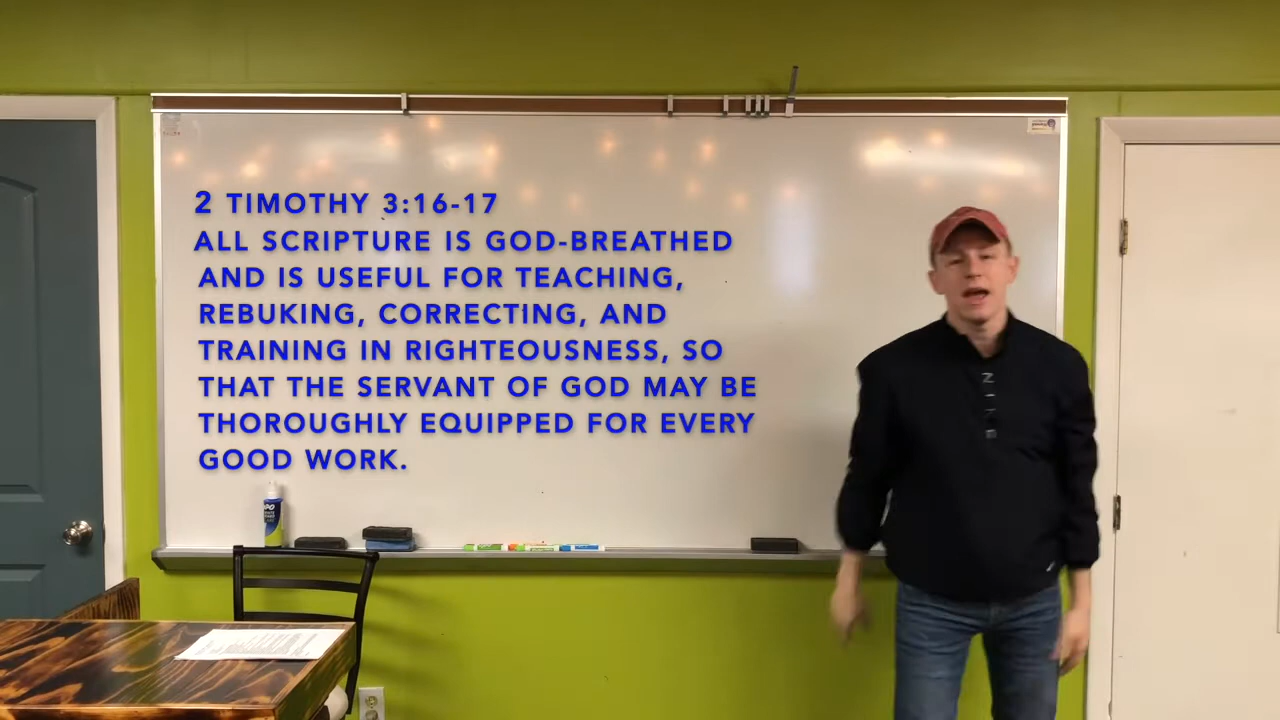 2 TIMOTHY 3:16-17
ALL SCRIPTURE IS GOD-BREATHED
AND IS USEFUL FOR TEACHING,
REBUKING, CORRECTING, AND
TRAINING IN RIGHTEOUSNESS, SO
THAT THE SERVANT OF GOD MAY BE
THOROUGHLY EQUIPPED FOR EVERY
GOOD WORK.